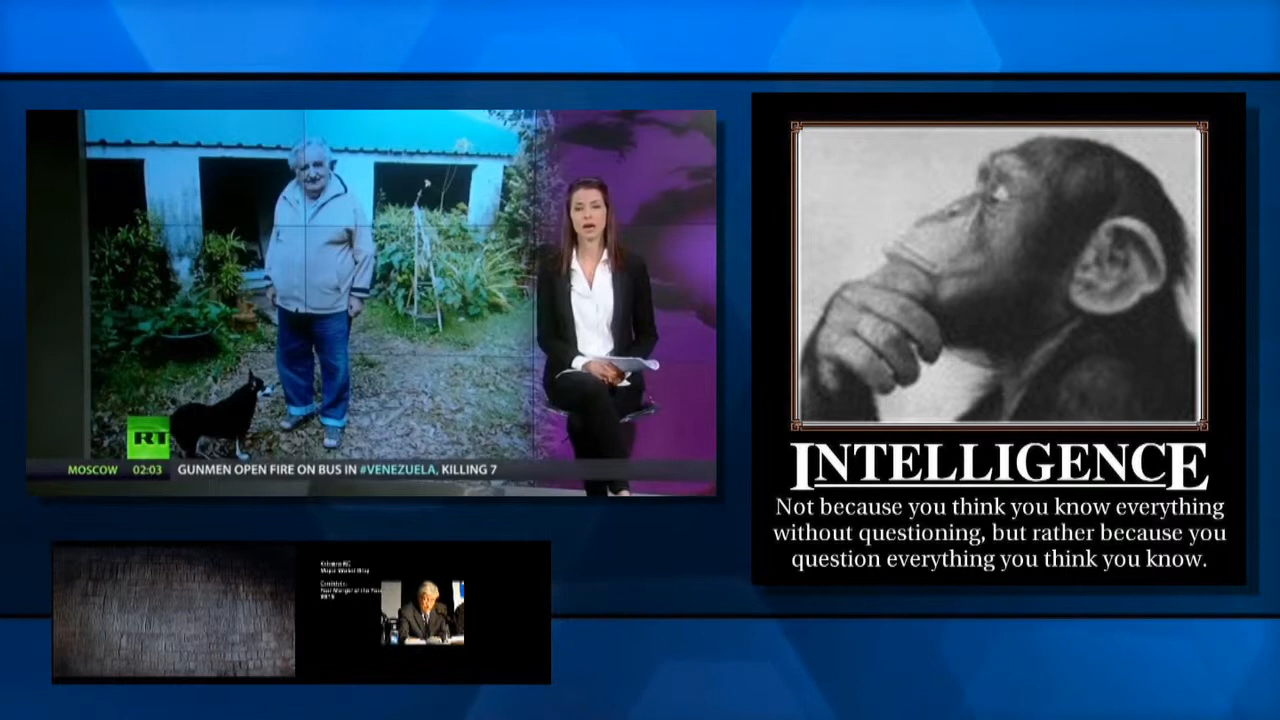 RT
MOSCOW 02:03 GUNMEN OPEN FIRE ON BUS IN #VENEZUELA, KILLING 7
INTELLIGENCE
Not because you think you know everything
without questioning, but rather because you
question everything you think you know.